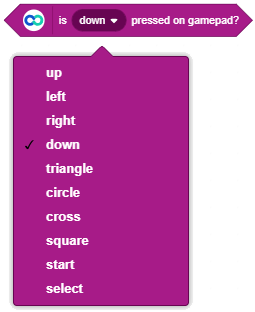 is down pressed on gamepad?
up
left
right
✓ down
triangle
circle
cross
square
start
select